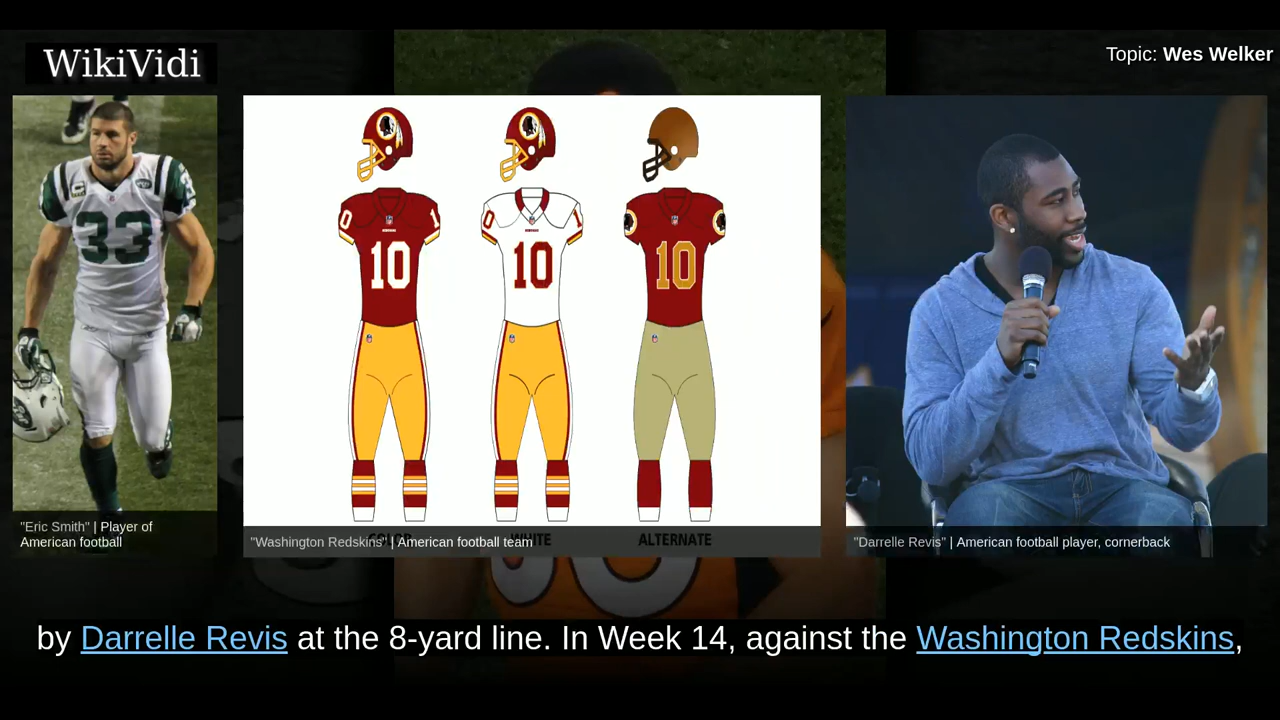 WikiVidi
Topic: Wes Welker
33
10
10
10
"Eric Smith" | Player of
American football
WHITE
ALTERNATE
"Washington Redskins" | American football team
"Darrelle Revis" | American football player, cornerback
by Darrelle Revis at the 8-yard line. In Week 14, against the Washington Redskins,